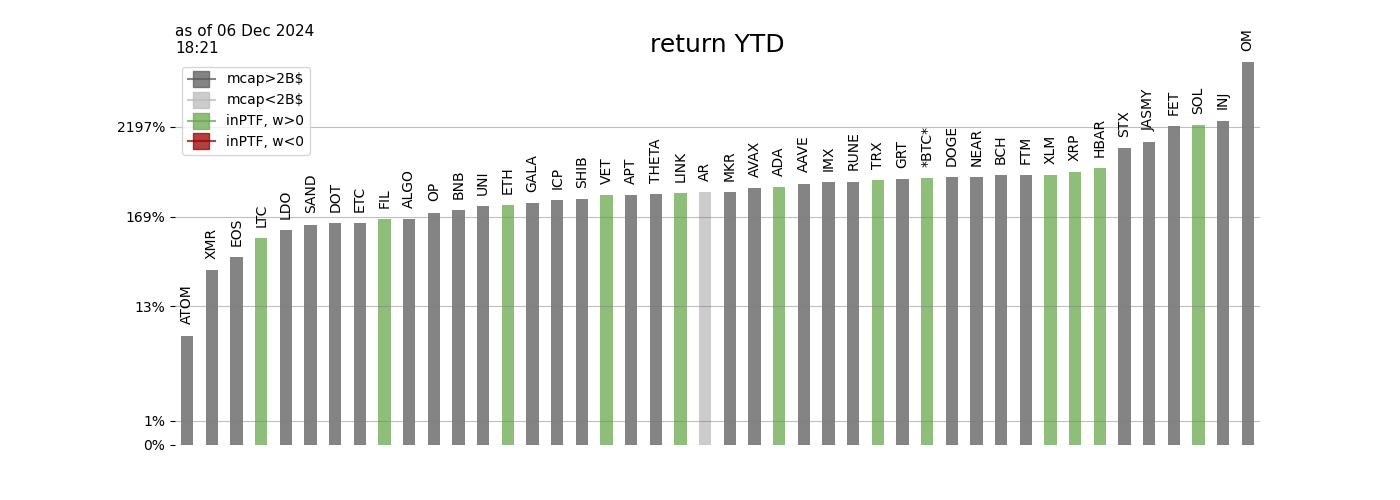 as of 06 Dec 2024
18:21
return YTD
mcap>2B$
mcap<2B$
inPTF, w>0
inPTF, w<0
2197%
169%
13%
1%
0%
ATOM
XMR
EOS
LTC
LDO
SAND
DOT
ETC
FIL
ALGO
OP
BNB
UNI
ETH
GALA
ICP
SHIB
VET
APT
THETA
LINK
AR
MKR
AVAX
ADA
AAVE
IMX
RUNE
TRX
GRT
*BTC*
DOGE
NEAR
BCH
FTM
XLM
XRP
HBAR
STX
JASMY
FET
SOL
INJ
OM